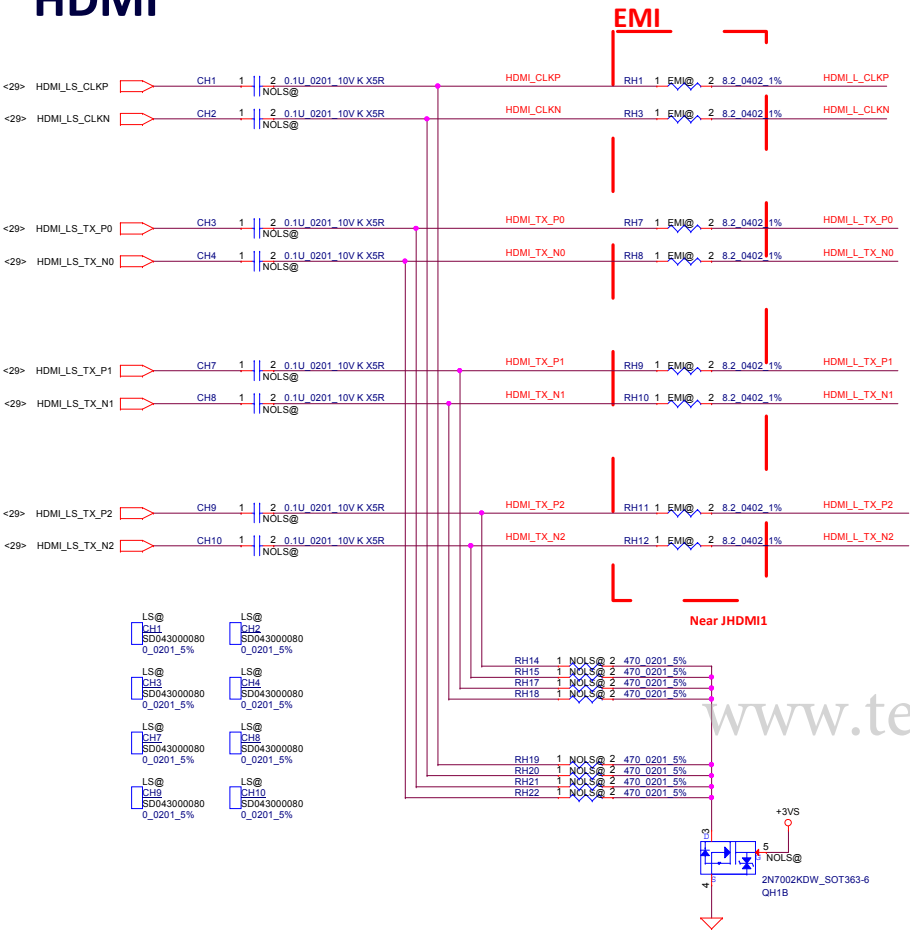 HDMI
EMI
<29> HDMI_LS_CLKP CH1 1 2 0.1U_0201_10V K X5R HDMI_CLKP RH1 1 EMI@ 2 8.2_0402_1% HDMI_L_CLKP
NOLS@
<29> HDMI_LS_CLKN CH2 1 2 0.1U_0201_10V K X5R HDMI_CLKN RH3 1 EMI@ 2 8.2_0402_1% HDMI_L_CLKN
NOLS@
<29> HDMI_LS_TX_P0 CH3 1 2 0.1U_0201_10V K X5R HDMI_TX_P0 RH7 1 EMI@ 2 8.2_0402_1% HDMI_L_TX_P0
NOLS@
<29> HDMI_LS_TX_N0 CH4 1 2 0.1U_0201_10V K X5R HDMI_TX_N0 RH8 1 EMI@ 2 8.2_0402_1% HDMI_L_TX_N0
NOLS@
<29> HDMI_LS_TX_P1 CH7 1 2 0.1U_0201_10V K X5R HDMI_TX_P1 RH9 1 EMI@ 2 8.2_0402_1% HDMI_L_TX_P1
NOLS@
<29> HDMI_LS_TX_N1 CH8 1 2 0.1U_0201_10V K X5R HDMI_TX_N1 RH10 1 EMI@ 2 8.2_0402_1% HDMI_L_TX_N1
NOLS@
<29> HDMI_LS_TX_P2 CH9 1 2 0.1U_0201_10V K X5R HDMI_TX_P2 RH11 1 EMI@ 2 8.2_0402_1% HDMI_L_TX_P2
NOLS@
<29> HDMI_LS_TX_N2 CH10 1 2 0.1U_0201_10V K X5R HDMI_TX_N2 RH12 1 EMI@ 2 8.2_0402_1% HDMI_L_TX_N2
NOLS@
Near JHDMI1
LS@ LS@
CH1 CH2
SD043000080 SD043000080
0_0201_5% 0_0201_5%
LS@ LS@
CH3 CH4
SD043000080 SD043000080
0_0201_5% 0_0201_5%
LS@ LS@
CH7 CH8
SD043000080 SD043000080
0_0201_5% 0_0201_5%
LS@ LS@
CH9 CH10
SD043000080 SD043000080
0_0201_5% 0_0201_5%
RH14 1 NOLS@ 2 470_0201_5%
RH15 1 NOLS@ 2 470_0201_5%
RH17 1 NOLS@ 2 470_0201_5%
RH18 1 NOLS@ 2 470_0201_5%
www.te
RH19 1 NOLS@ 2 470_0201_5%
RH20 1 NOLS@ 2 470_0201_5%
RH21 1 NOLS@ 2 470_0201_5%
RH22 1 NOLS@ 2 470_0201_5%
+3VS
3 D
5 G
NOLS@
4 S
2N7002KDW_SOT363-6
QH1B